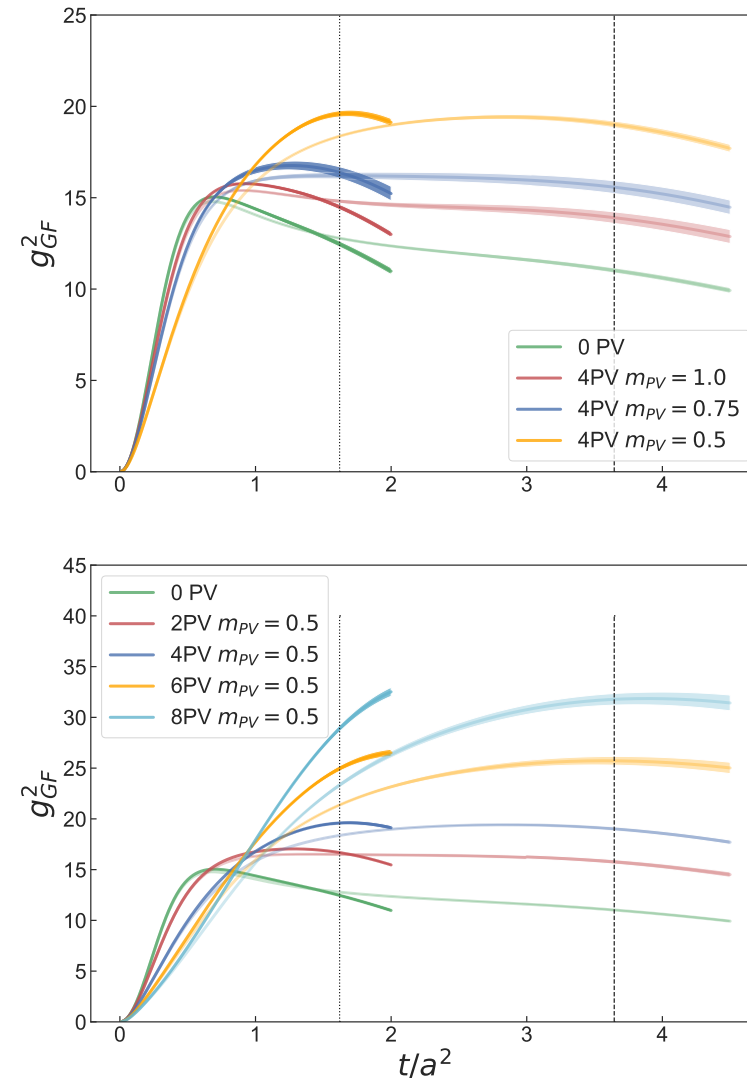 25
20
15
10
5
0
g²_GF
0 1 2 3 4
0 PV
4PV m_PV = 1.0
4PV m_PV = 0.75
4PV m_PV = 0.5
45
40
35
30
25
20
15
10
5
0
g²_GF
0 PV
2PV m_PV = 0.5
4PV m_PV = 0.5
6PV m_PV = 0.5
8PV m_PV = 0.5
0 1 2 3 4
t/a²